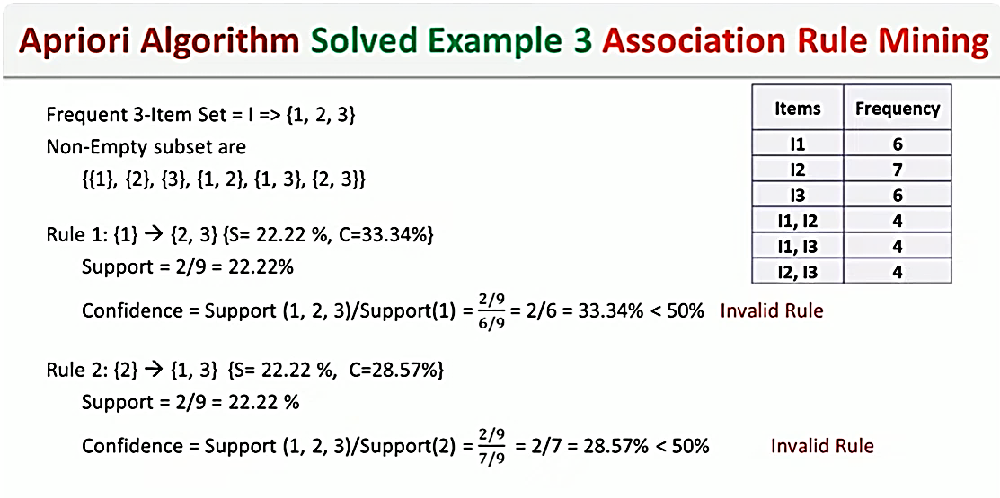 Apriori Algorithm Solved Example 3 Association Rule Mining
Frequent 3-Item Set = I => {1, 2, 3}
Non-Empty subset are
{{1}, {2}, {3}, {1, 2}, {1, 3}, {2, 3}}
Rule 1: {1} → {2, 3} {S= 22.22 %, C=33.34%}
Support = 2/9 = 22.22%
Confidence = Support (1, 2, 3)/Support(1) = 2/9 / 6/9 = 2/6 = 33.34% < 50% Invalid Rule
Rule 2: {2} → {1, 3} {S= 22.22 %, C=28.57%}
Support = 2/9 = 22.22 %
Confidence = Support (1, 2, 3)/Support(2) = 2/9 / 7/9 = 2/7 = 28.57% < 50% Invalid Rule
Items Frequency
I1 6
I2 7
I3 6
I1, I2 4
I1, I3 4
I2, I3 4